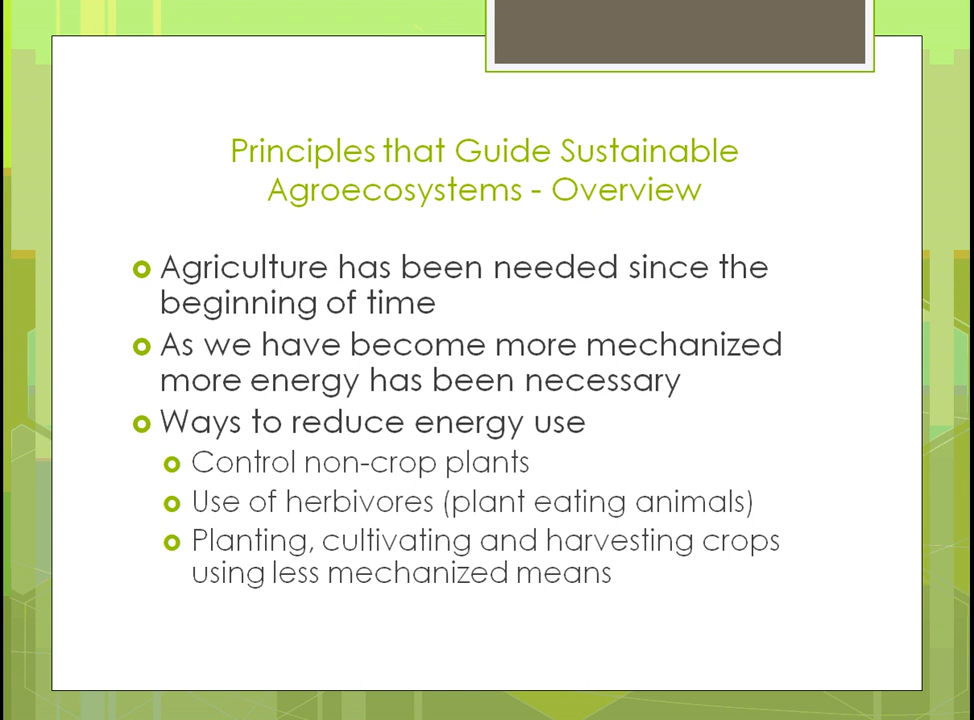 Principles that Guide Sustainable
Agroecosystems - Overview
Agriculture has been needed since the
beginning of time
As we have become more mechanized
more energy has been necessary
Ways to reduce energy use
Control non-crop plants
Use of herbivores (plant eating animals)
Planting, cultivating and harvesting crops
using less mechanized means